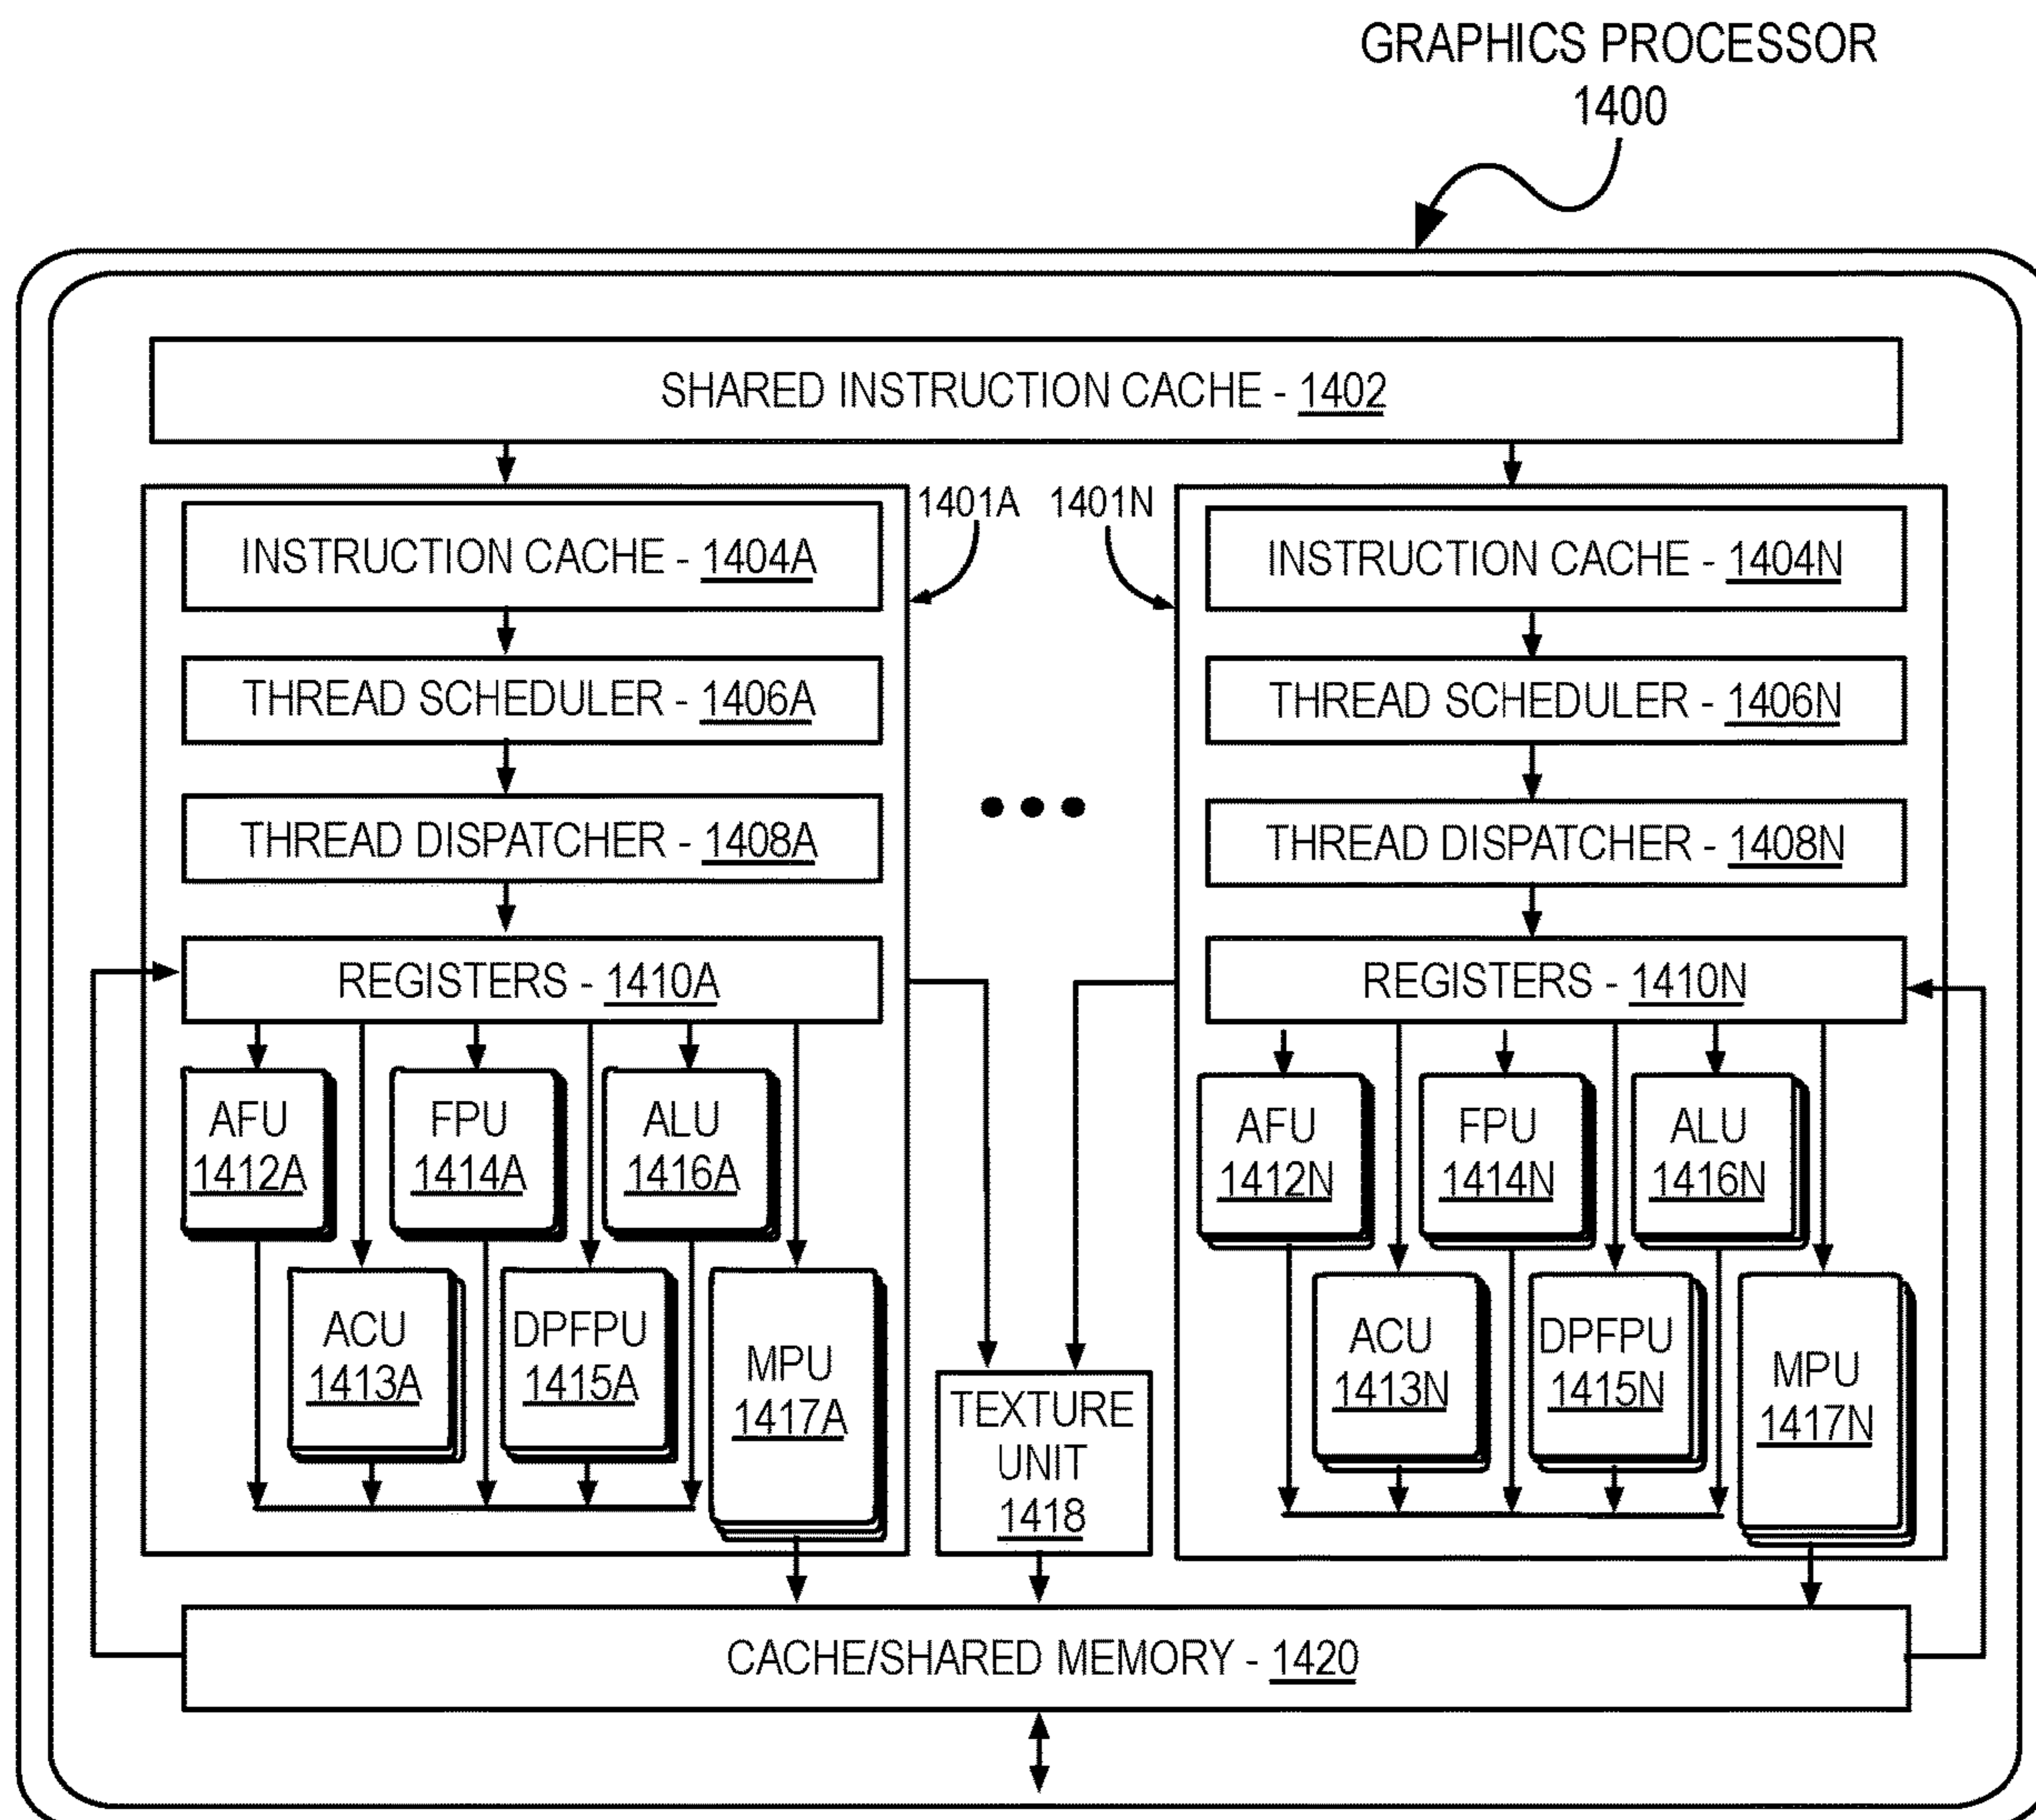 GRAPHICS PROCESSOR
1400
SHARED INSTRUCTION CACHE - 1402
1401A
1401N
INSTRUCTION CACHE - 1404A
THREAD SCHEDULER - 1406A
THREAD DISPATCHER - 1408A
REGISTERS - 1410A
AFU
1412A
FPU
1414A
ALU
1416A
ACU
1413A
DPFPU
1415A
MPU
1417A
INSTRUCTION CACHE - 1404N
THREAD SCHEDULER - 1406N
THREAD DISPATCHER - 1408N
REGISTERS - 1410N
AFU
1412N
FPU
1414N
ALU
1416N
ACU
1413N
DPFPU
1415N
MPU
1417N
TEXTURE
UNIT
1418
CACHE/SHARED MEMORY - 1420